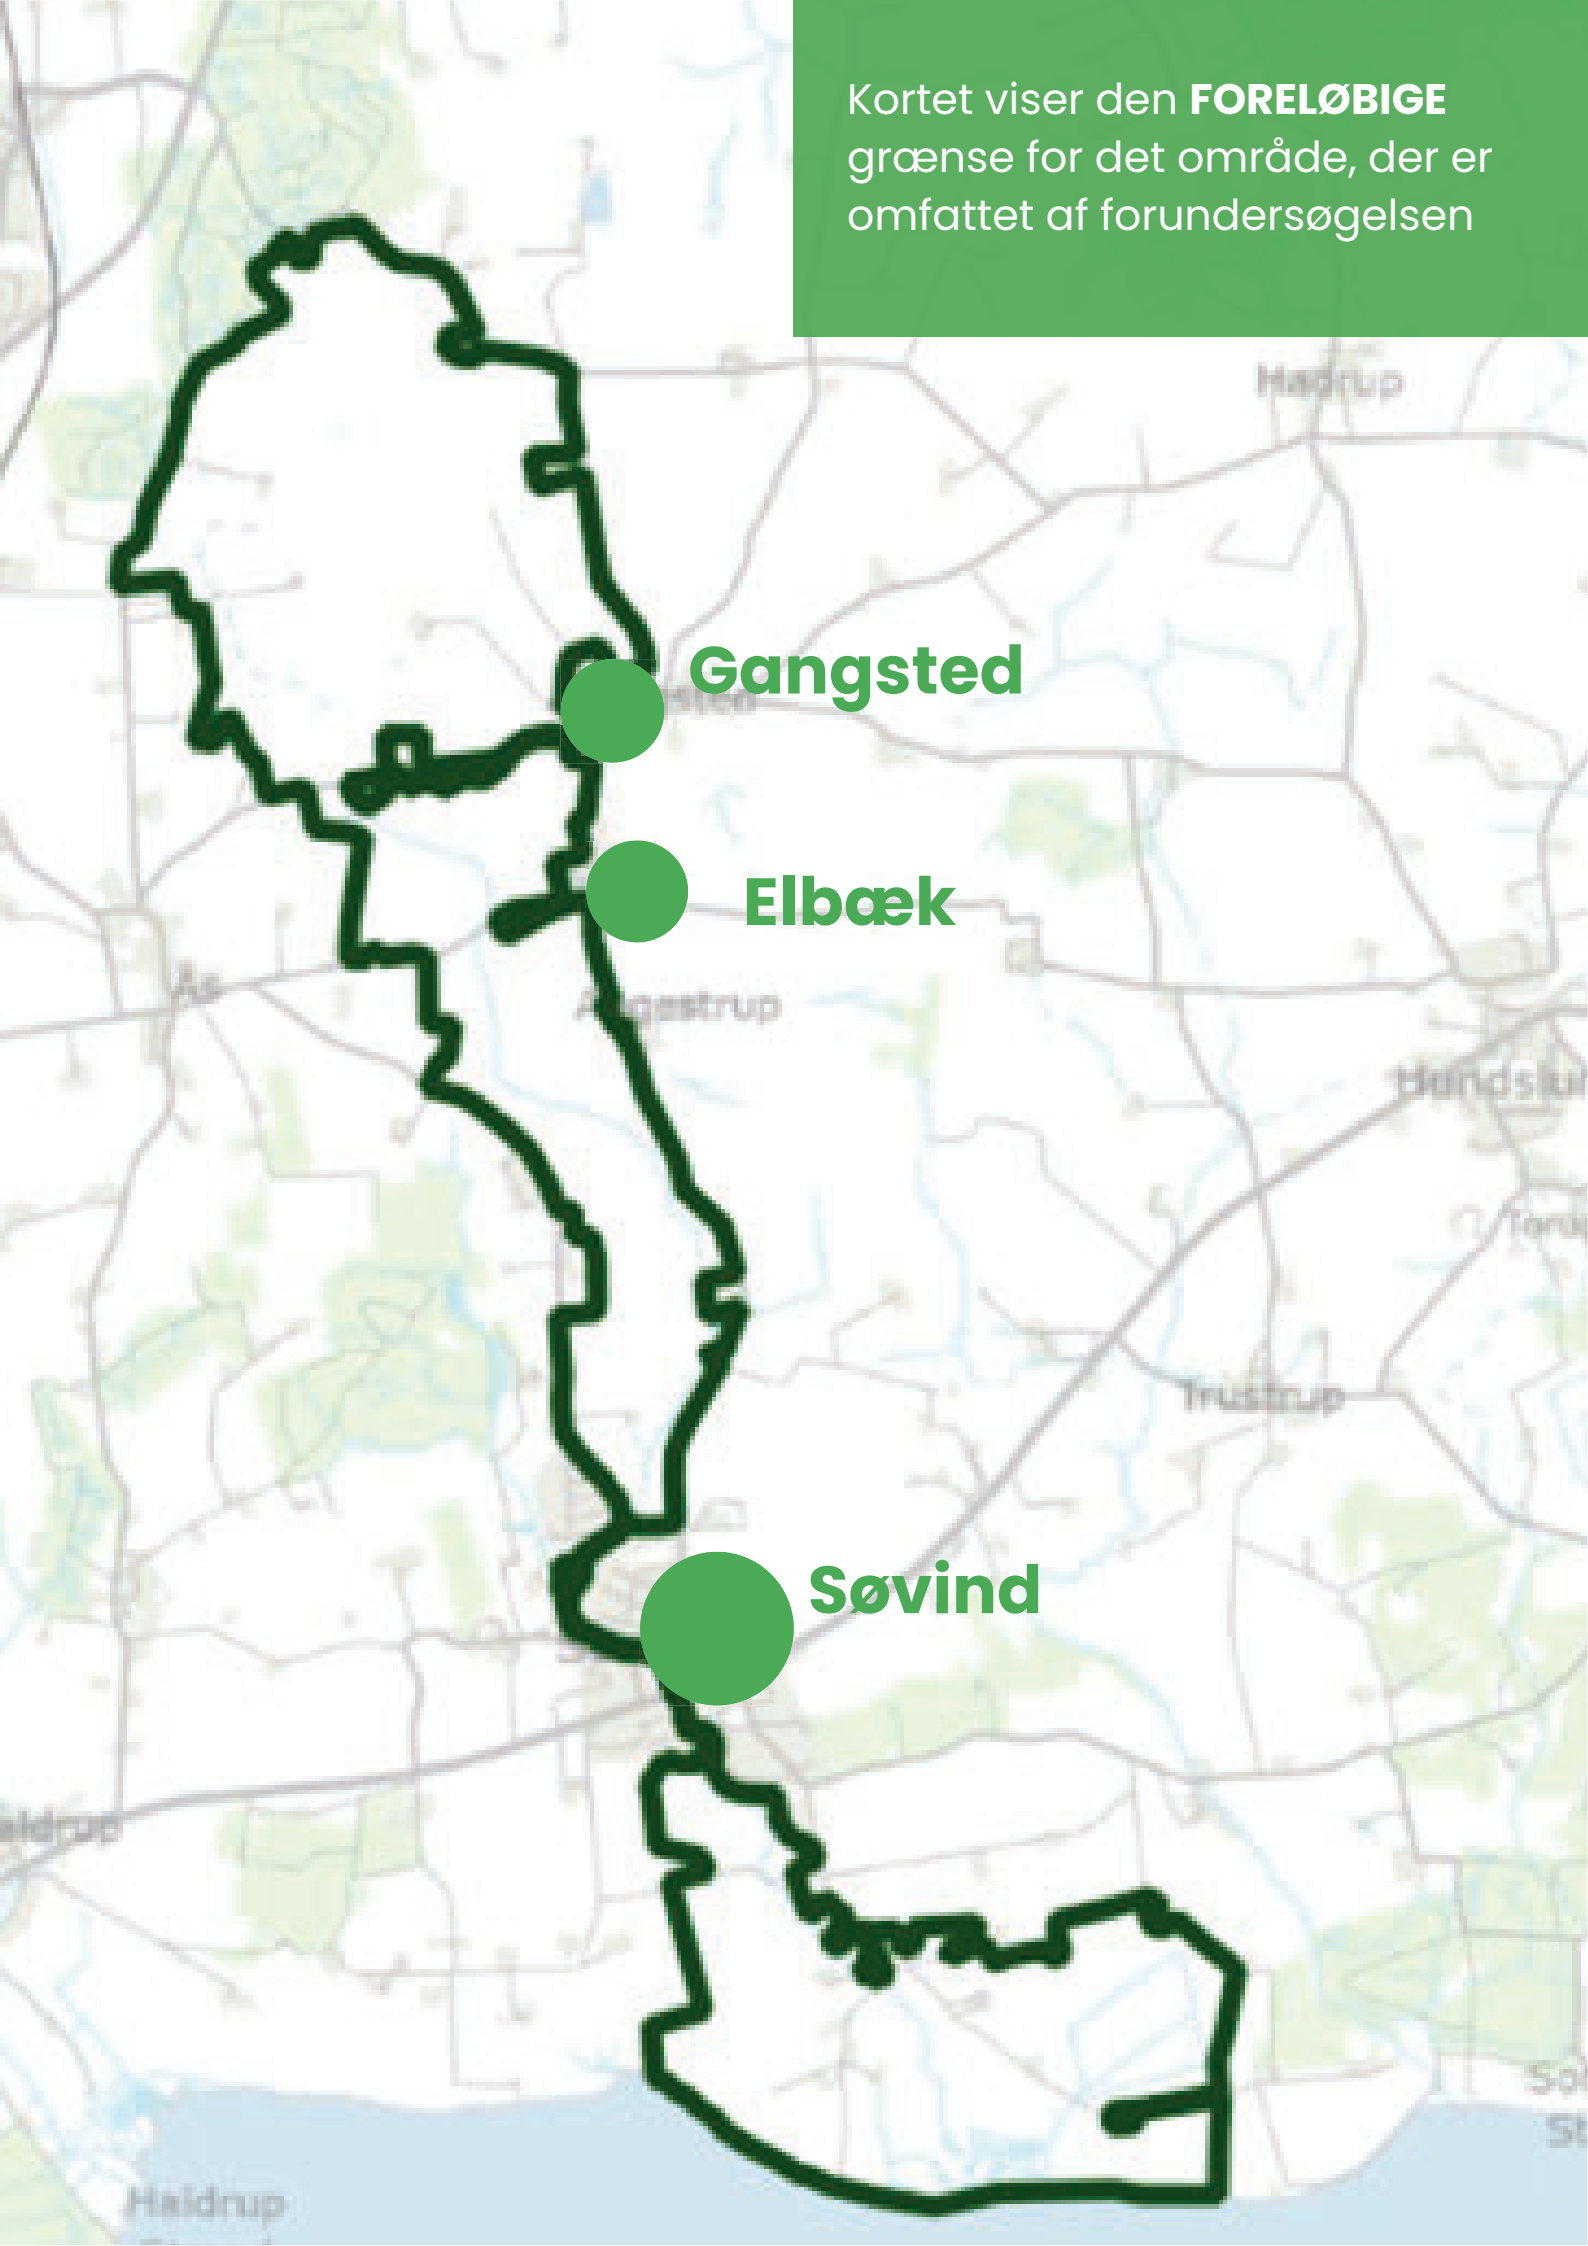 Kortet viser den FORELØBIGE
grænse for det område, der er
omfattet af forundersøgelsen
Hadrup
Gangsted
Elbæk
Ås
Trustrup
Søvind
Haldrup